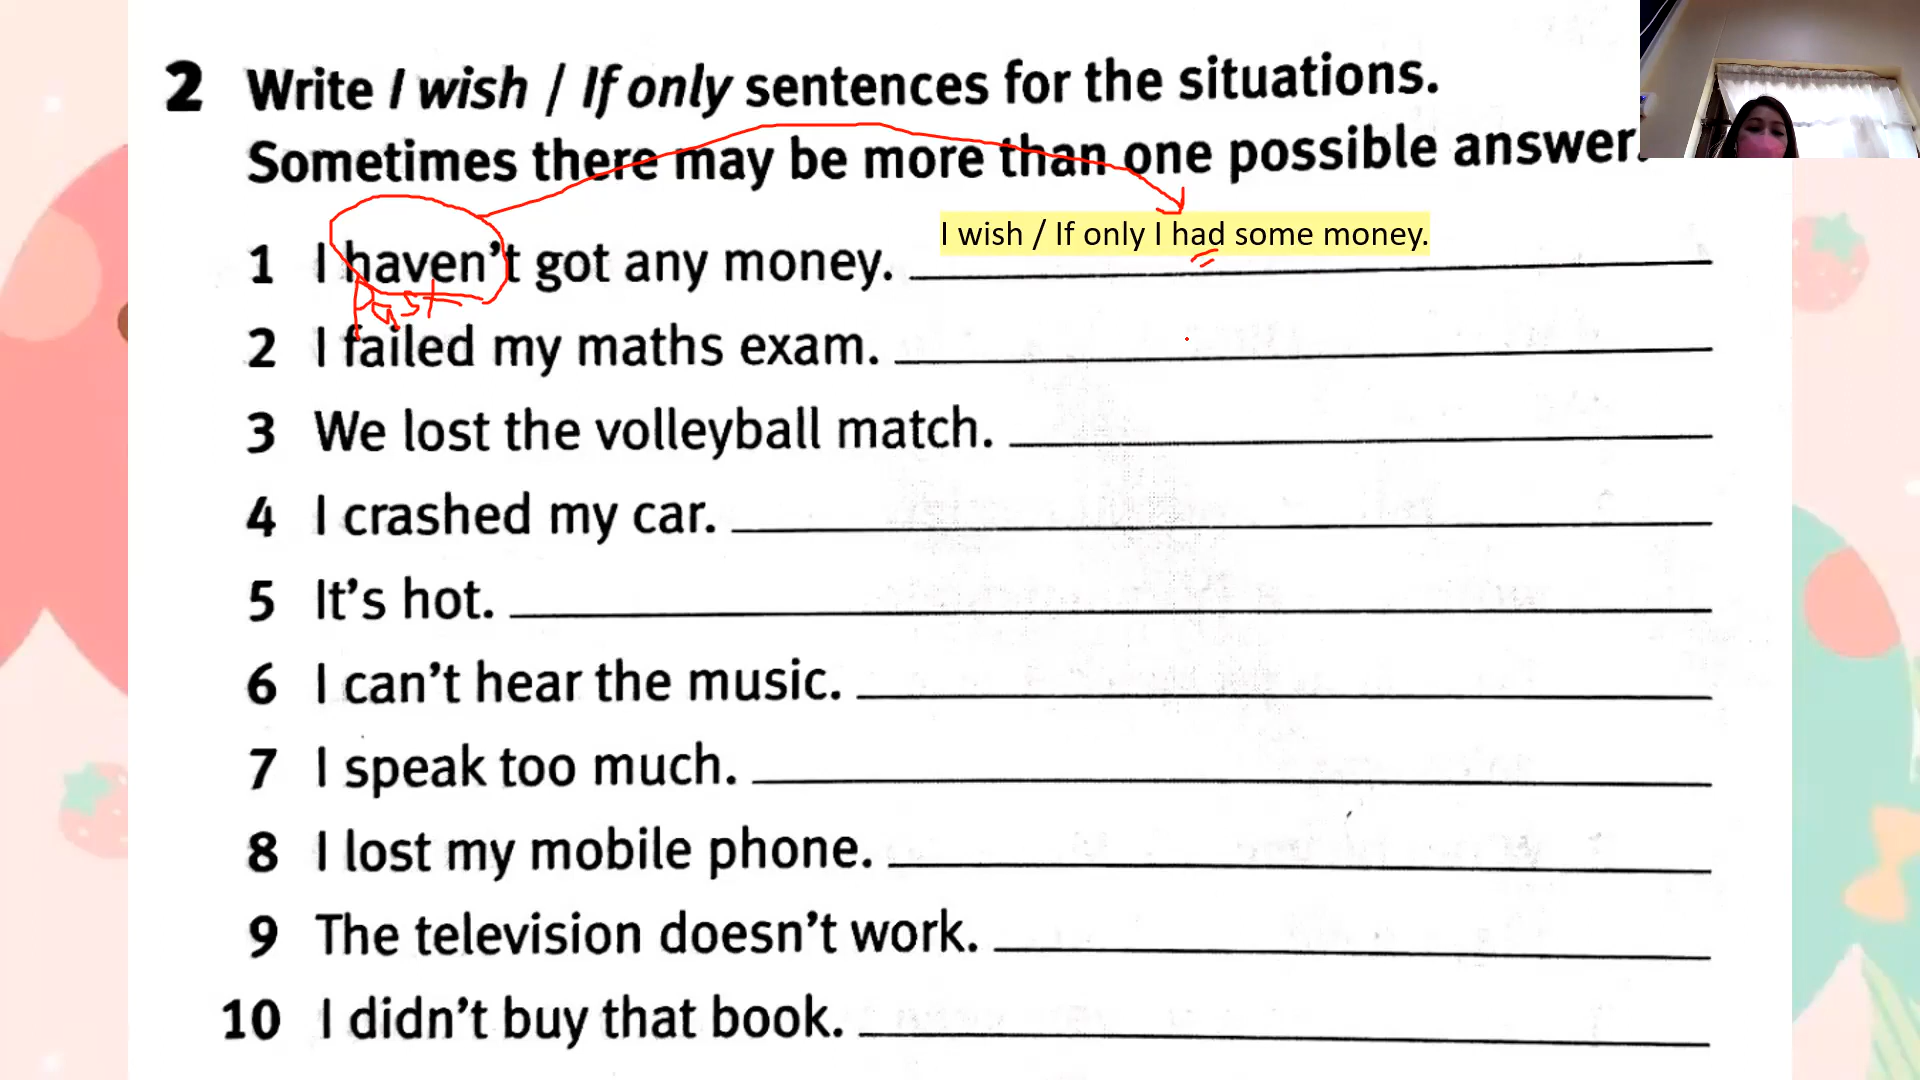 2 Write I wish / If only sentences for the situations.
Sometimes there may be more than one possible answer.
I wish / If only I had some money.
1 I haven't got any money.
past
2 I failed my maths exam.
3 We lost the volleyball match.
4 I crashed my car.
5 It's hot.
6 I can't hear the music.
7 I speak too much.
8 I lost my mobile phone.
9 The television doesn't work.
10 I didn't buy that book.